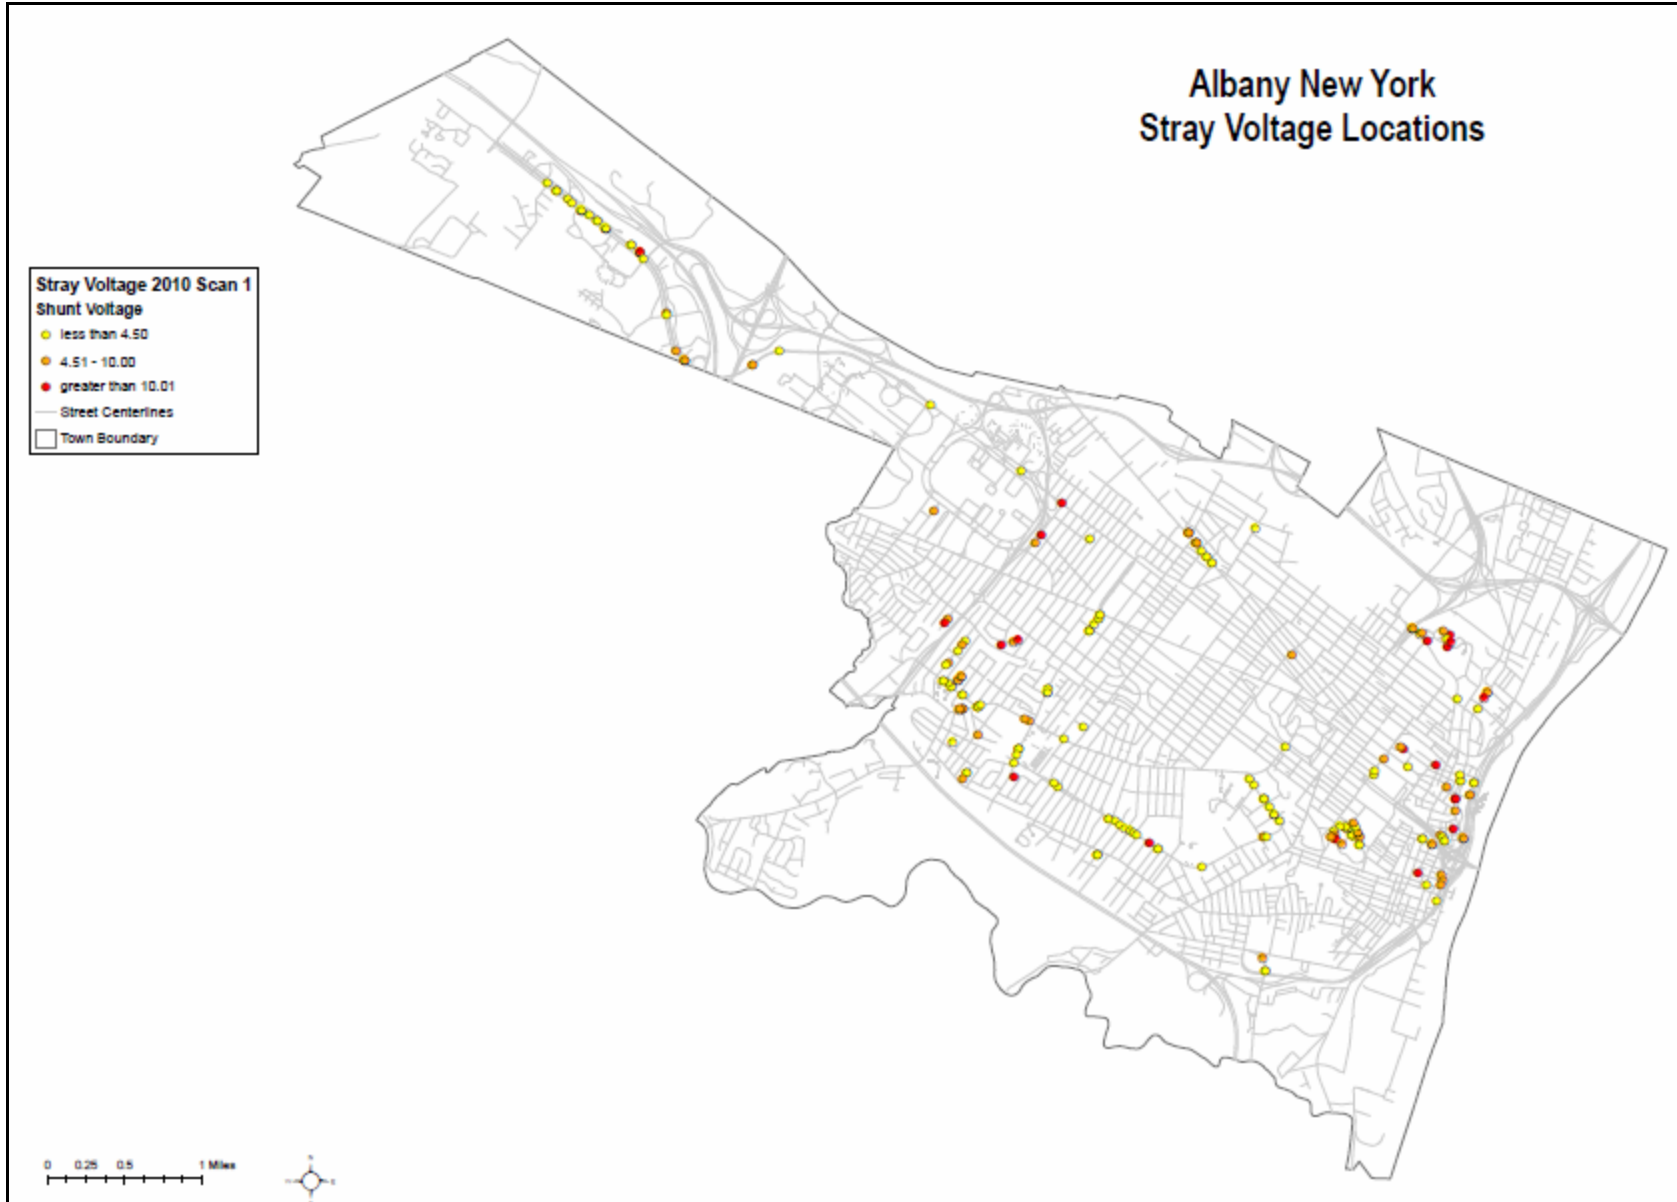 Albany New York
Stray Voltage Locations
Stray Voltage 2010 Scan 1
Shunt Voltage
less than 4.50
4.51 - 10.00
greater than 10.01
Street Centerlines
Town Boundary
0 0.25 0.5 1 Miles